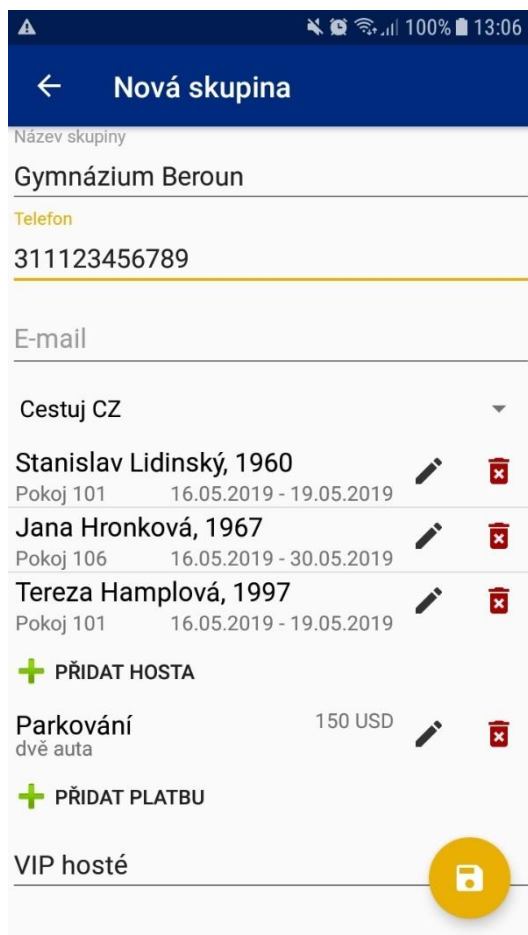 100% 13:06
Nová skupina
Název skupiny
Gymnázium Beroun
Telefon
311123456789
E-mail
Cestuj CZ
Stanislav Lidinský, 1960
Pokoj 101 16.05.2019 - 19.05.2019
Jana Hronková, 1967
Pokoj 106 16.05.2019 - 30.05.2019
Tereza Hamplová, 1997
Pokoj 101 16.05.2019 - 19.05.2019
PŘIDAT HOSTA
Parkování 150 USD
dvě auta
PŘIDAT PLATBU
VIP hosté